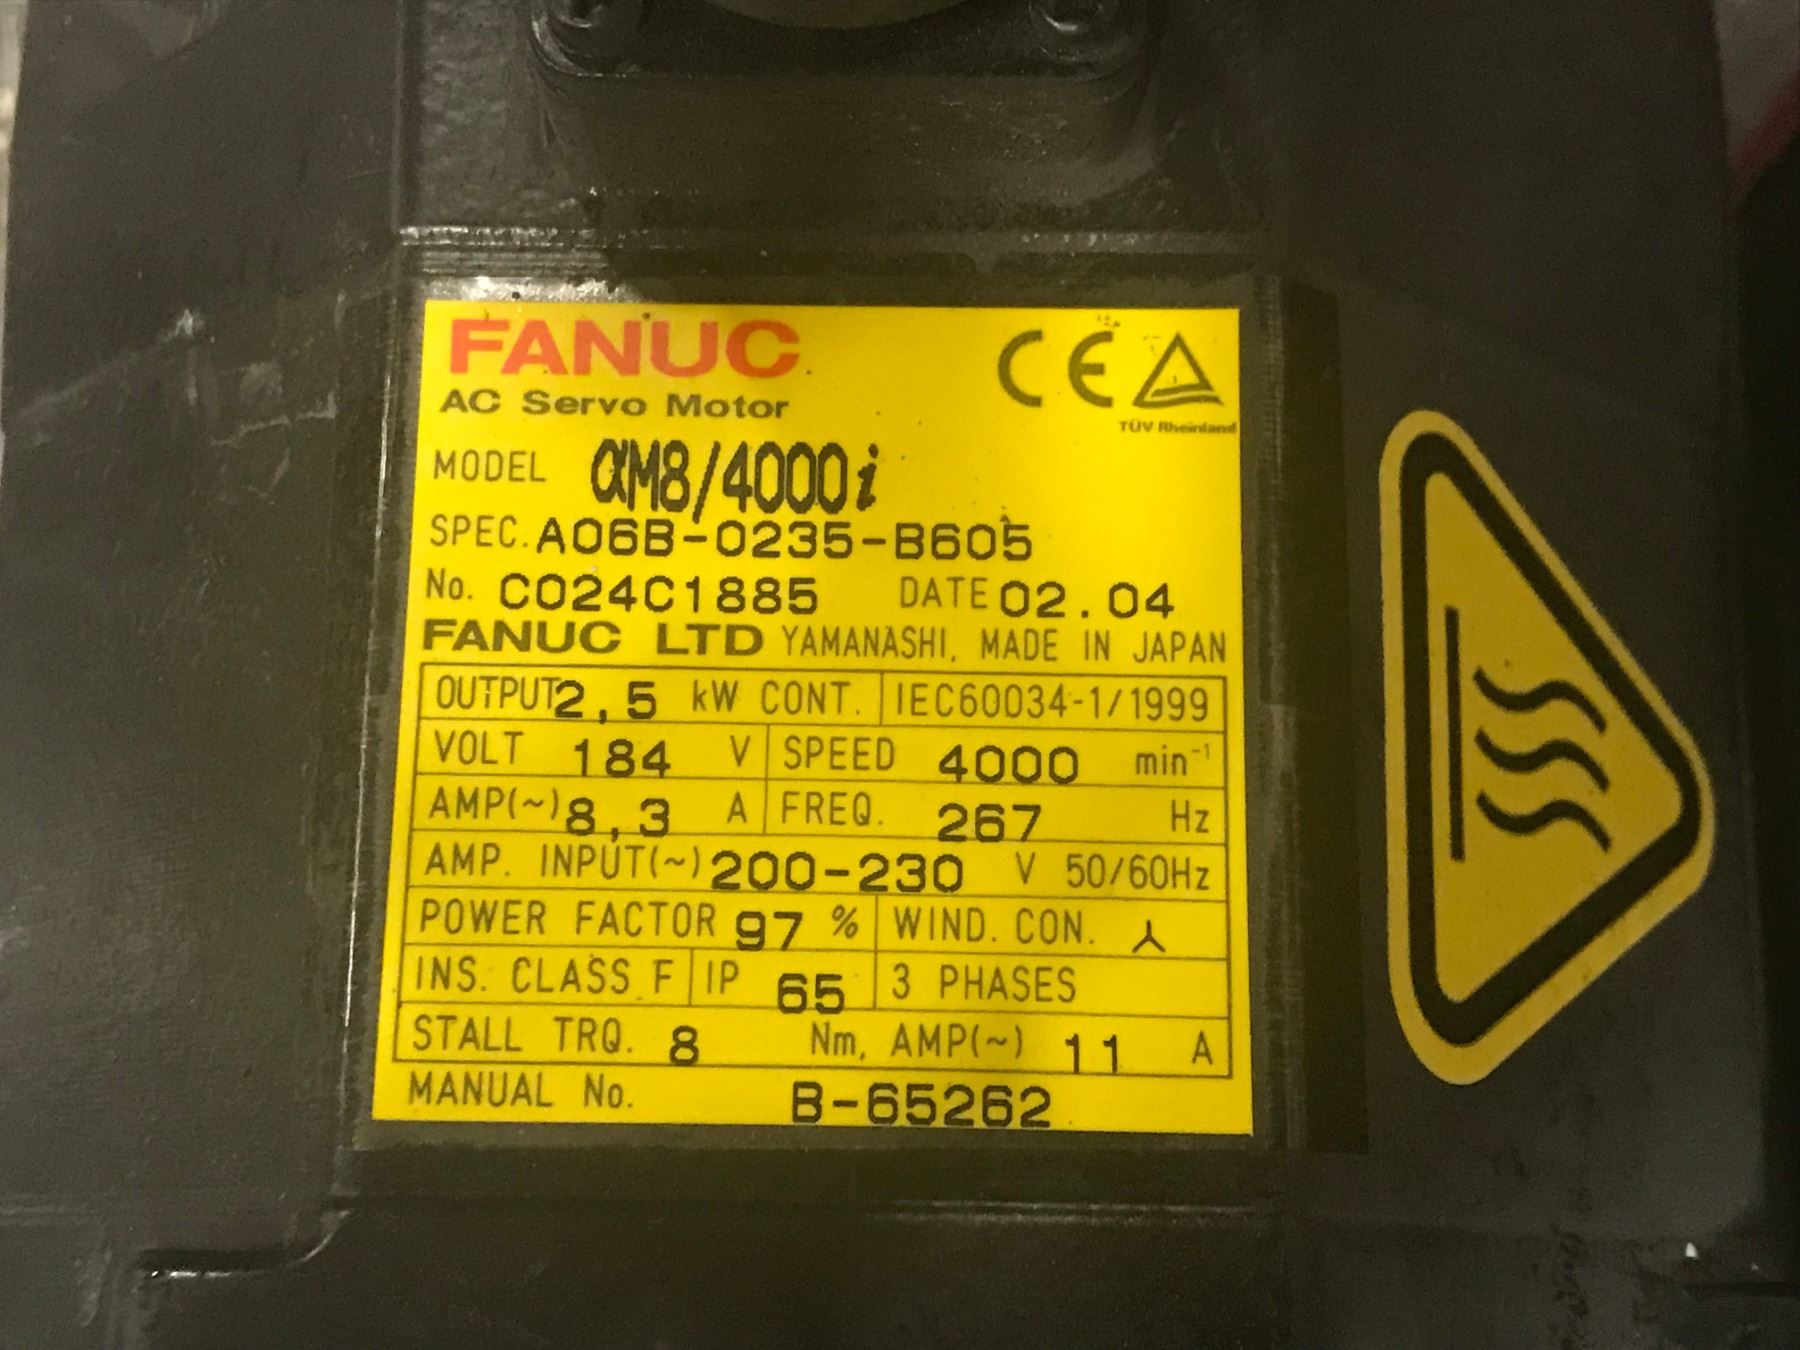 FANUC
CE
TÜV Rheinland
AC Servo Motor
MODEL αM8/4000i
SPEC. A06B-0235-B605
No. C024C1885 DATE 02.04
FANUC LTD YAMANASHI, MADE IN JAPAN
OUTPUT 2,5 kW CONT. IEC60034-1/1999
VOLT 184 V SPEED 4000 min⁻¹
AMP(~) 8,3 A FREQ. 267 Hz
AMP. INPUT(~) 200-230 V 50/60Hz
POWER FACTOR 97 % WIND. CON.
INS. CLASS F IP 65 3 PHASES
STALL TRQ. 8 Nm, AMP(~) 11 A
MANUAL No. B-65262